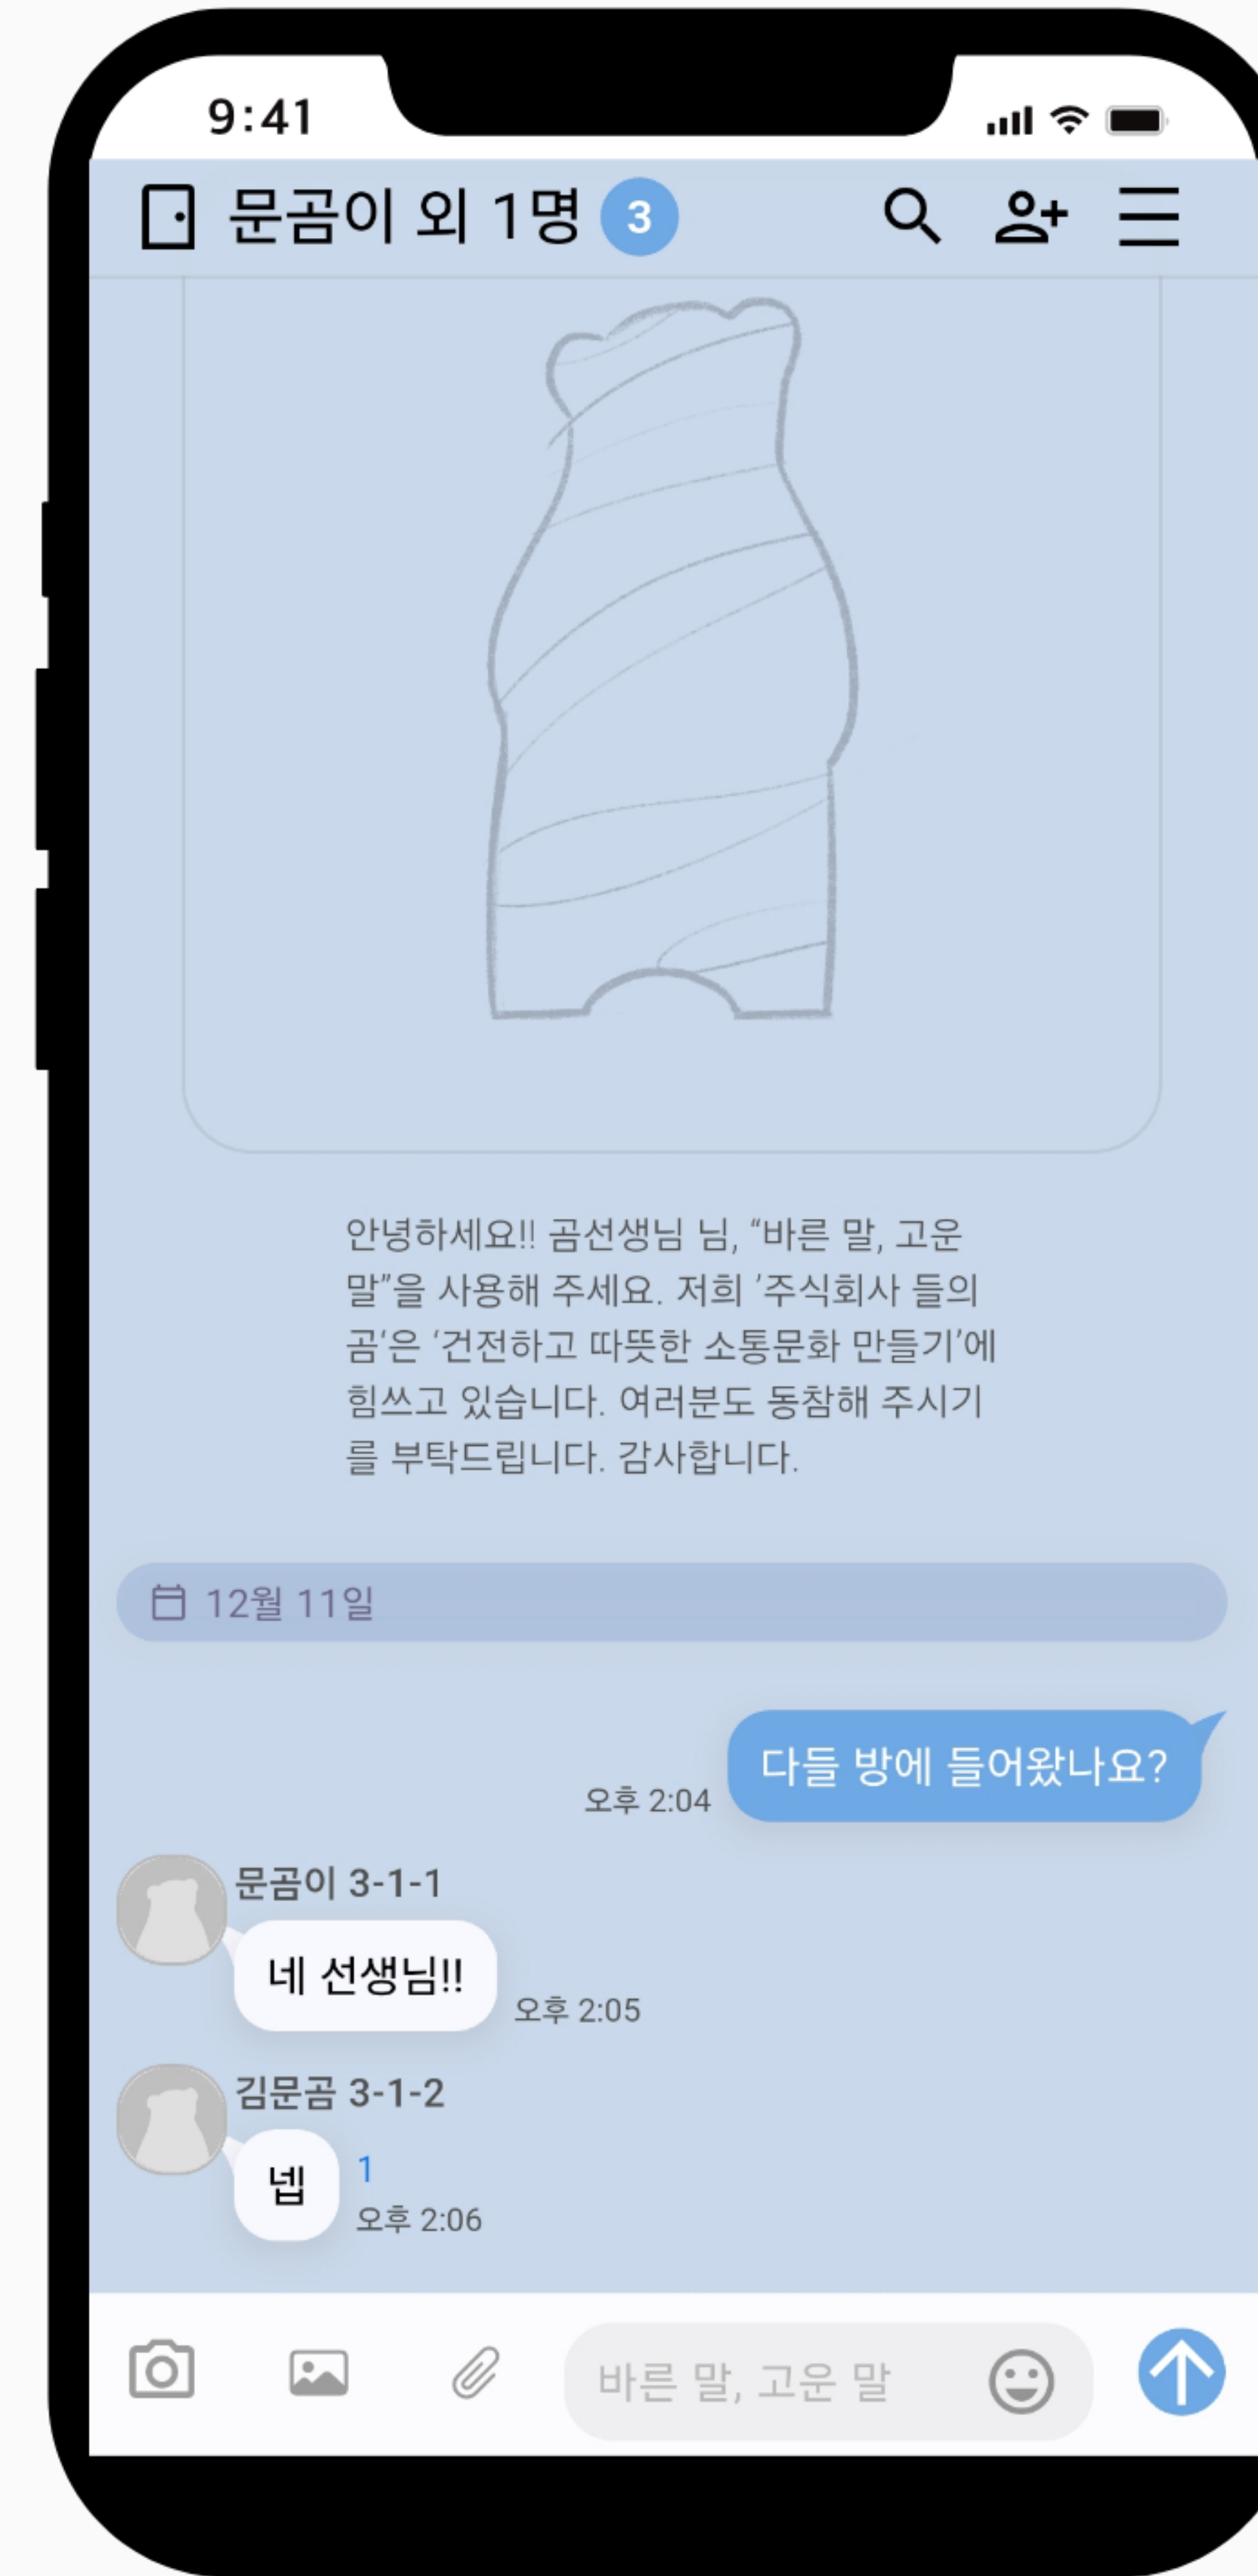 9:41
문곰이 외 1명 3
안녕하세요!! 곰선생님 님, “바른 말, 고운
말”을 사용해 주세요. 저희 ’주식회사 들의
곰‘은 ‘건전하고 따뜻한 소통문화 만들기’에
힘쓰고 있습니다. 여러분도 동참해 주시기
를 부탁드립니다. 감사합니다.
12월 11일
다들 방에 들어왔나요?
오후 2:04
문곰이 3-1-1
네 선생님!!
오후 2:05
김문곰 3-1-2
넵
1
오후 2:06
바른 말, 고운 말